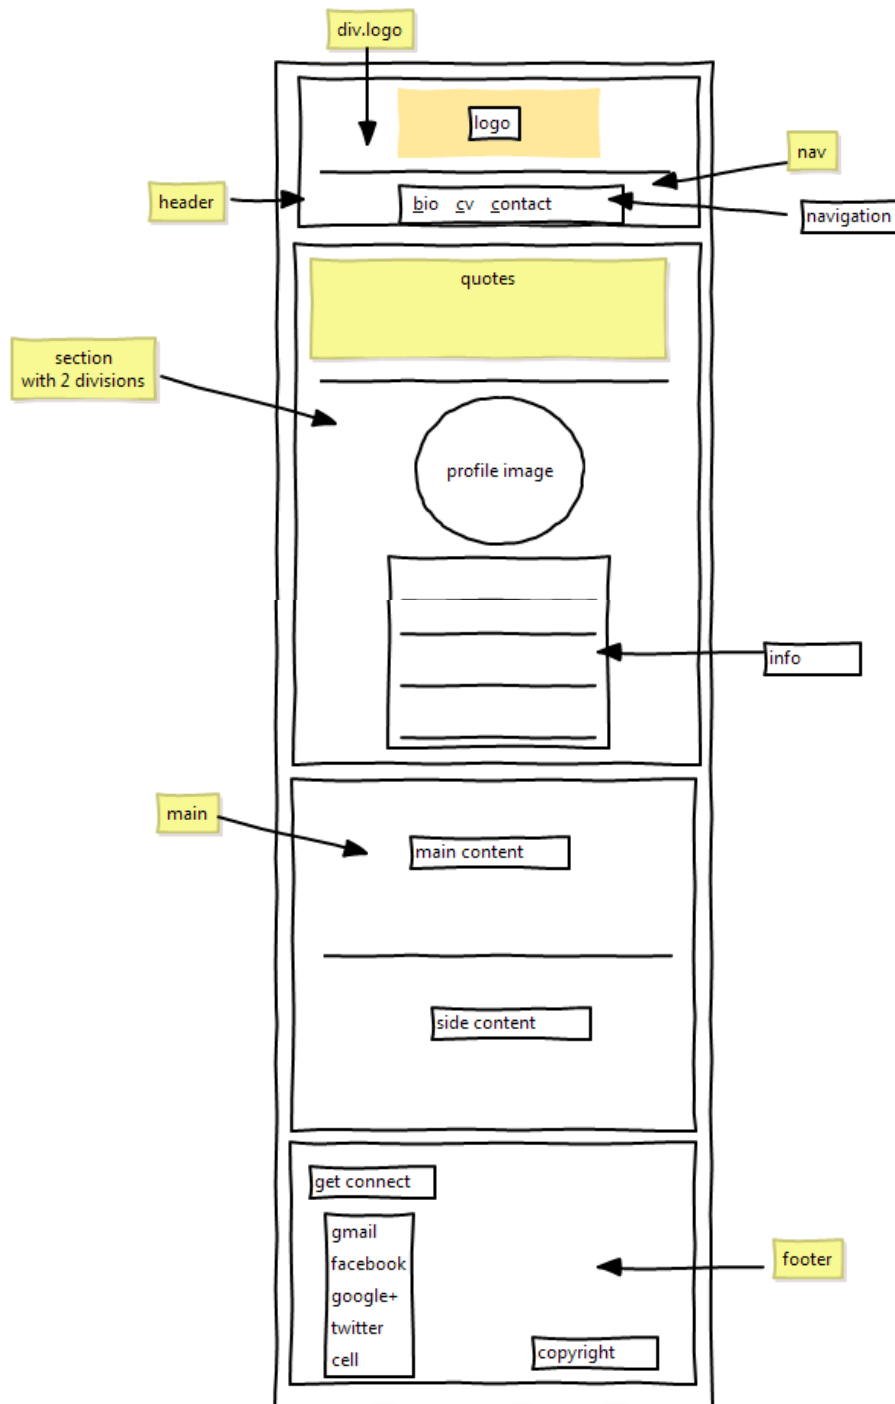 div.logo
logo
nav
header
bio cv contact
navigation
quotes
section
with 2 divisions
profile image
info
main
main content
side content
get connect
gmail
facebook
google+
twitter
cell
footer
copyright